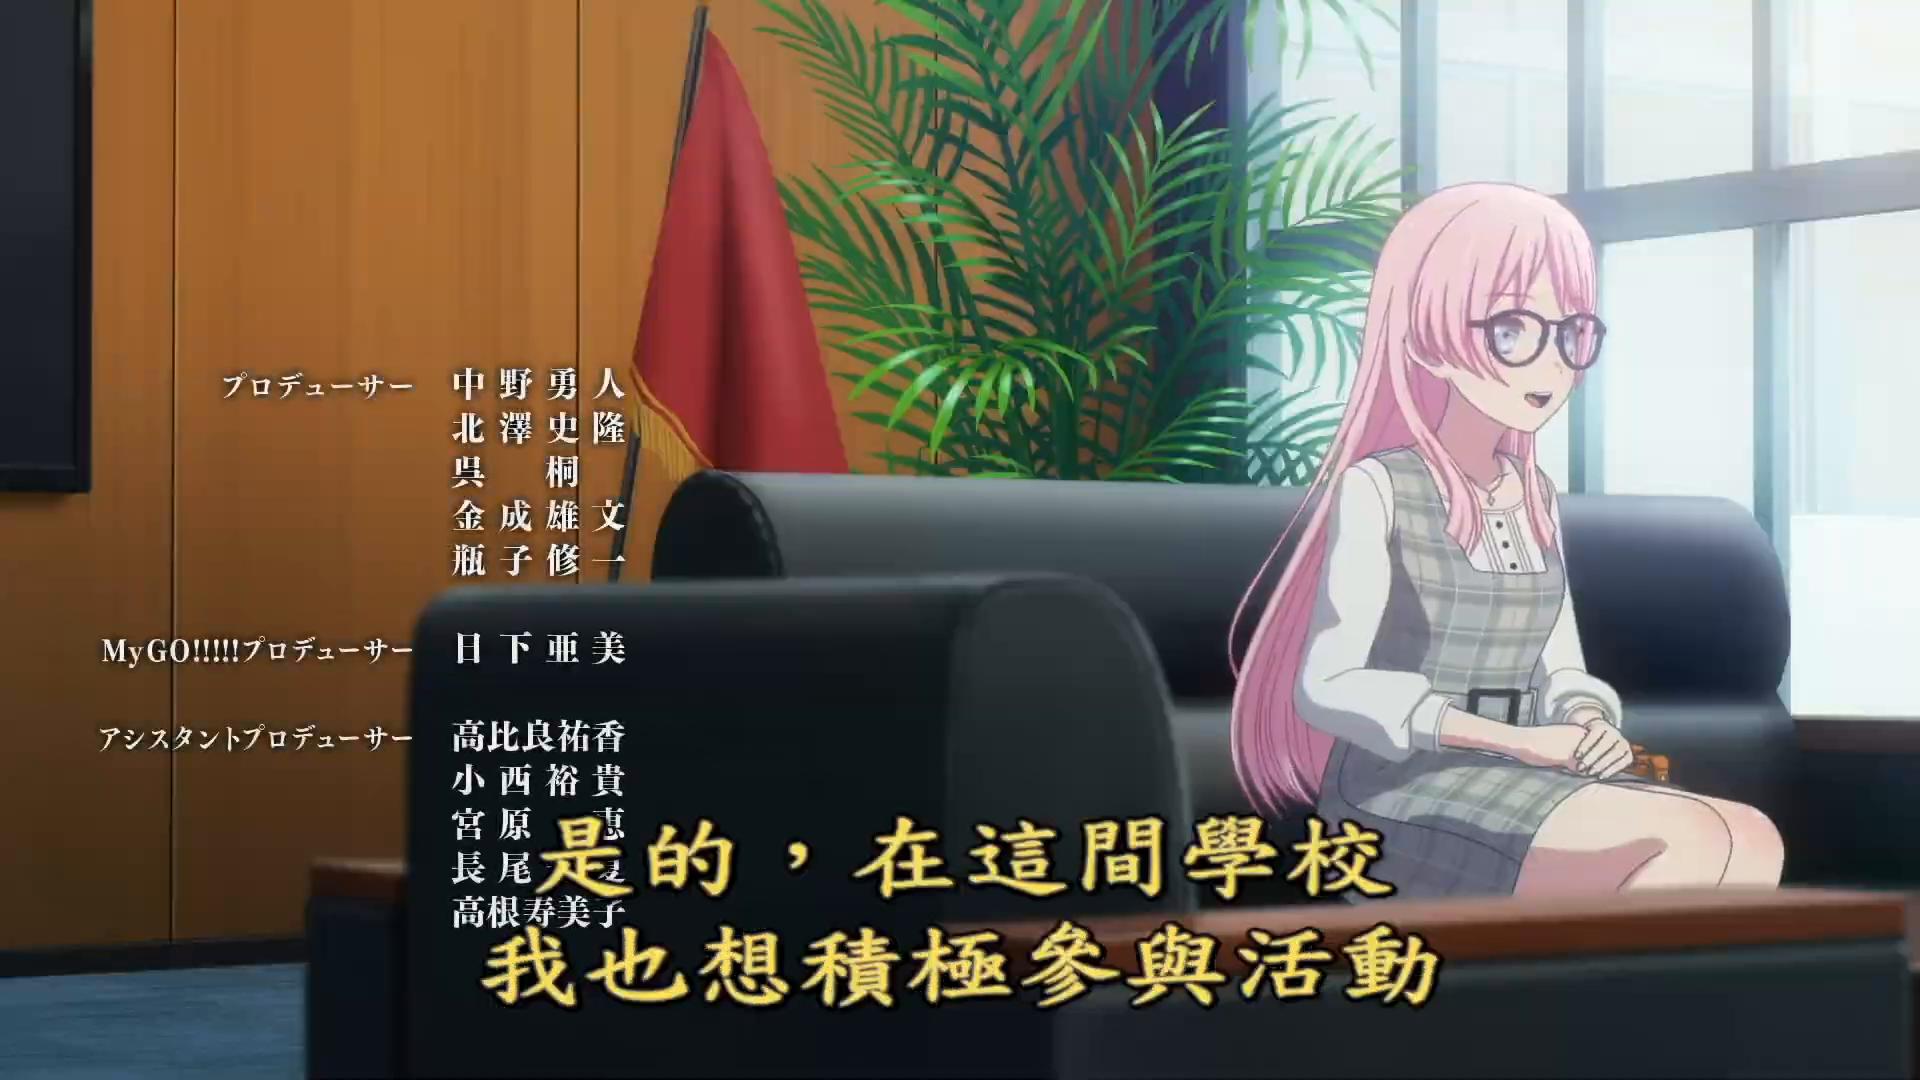 プロデューサー 中野勇人
北澤史隆
呉 桐
金成雄文
瓶子修一
MyGO!!!!!プロデューサー 日下亜美
アシスタントプロデューサー 高比良祐香
小西裕貴
宮原 恵
長尾
高根寿美子
是的，在這間學校
我也想積極參與活動